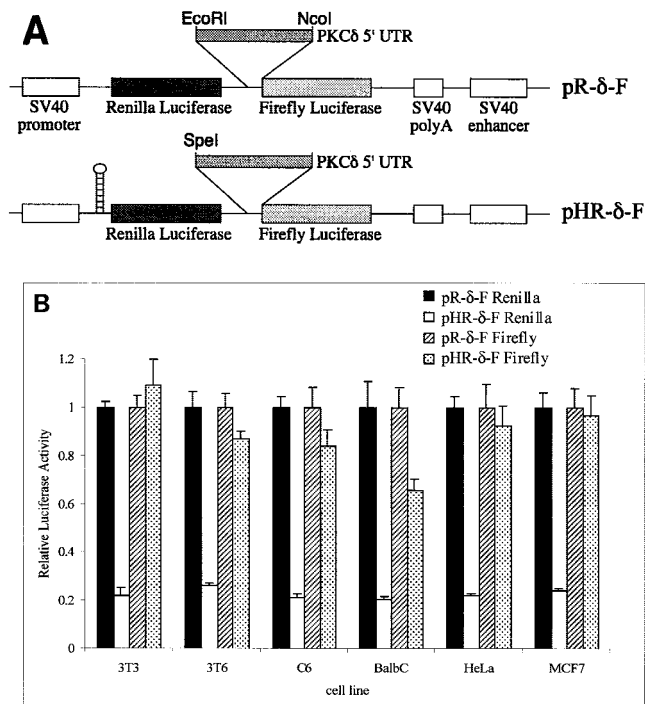 A
EcoRI NcoI
PKCδ 5' UTR
pR-δ-F
SV40 promoter
Renilla Luciferase
Firefly Luciferase
SV40 polyA
SV40 enhancer
SpeI
PKCδ 5' UTR
pHR-δ-F
Renilla Luciferase
Firefly Luciferase
B
pR-δ-F Renilla
pHR-δ-F Renilla
pR-δ-F Firefly
pHR-δ-F Firefly
Relative Luciferase Activity
1.2
1
0.8
0.6
0.4
0.2
0
3T3 3T6 C6 BalbC HeLa MCF7
cell line